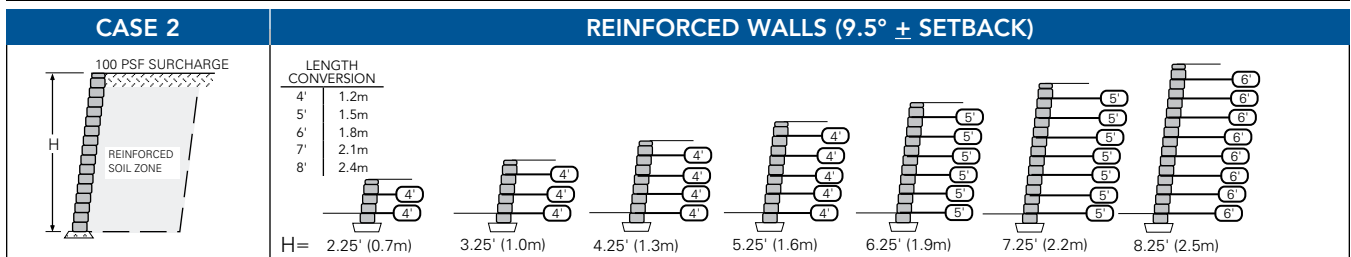 CASE 2
REINFORCED WALLS (9.5° ± SETBACK)
100 PSF SURCHARGE
H
REINFORCED
SOIL ZONE
LENGTH
CONVERSION
4' 1.2m
5' 1.5m
6' 1.8m
7' 2.1m
8' 2.4m
4'
4'
4'
4'
4'
4'
4'
4'
4'
4'
4'
4'
4'
4'
5'
5'
5'
5'
5'
5'
5'
5'
5'
5'
5'
5'
5'
6'
6'
6'
6'
6'
6'
6'
6'
H= 2.25' (0.7m) 3.25' (1.0m) 4.25' (1.3m) 5.25' (1.6m) 6.25' (1.9m) 7.25' (2.2m) 8.25' (2.5m)